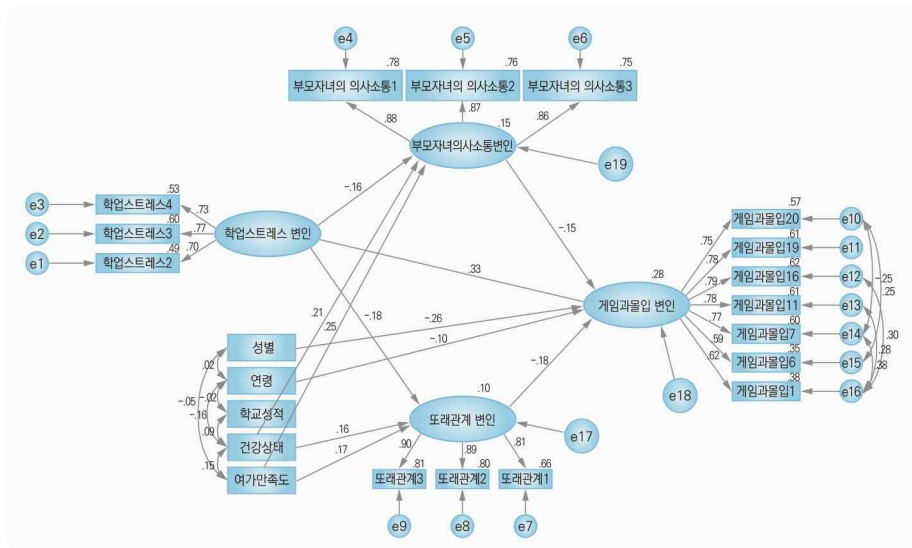 e4
e5
e6
.78
.76
.75
부모자녀의 의사소통1
부모자녀의 의사소통2
부모자녀의 의사소통3
.88
.87
.86
.15
부모자녀의사소통변인
e19
e3
학업스트레스4
.53
.73
e2
학업스트레스3
.60
.77
e1
학업스트레스2
.49
.70
학업스트레스 변인
-.16
-.15
.33
-.18
.21
.25
-.26
-.10
-.18
.28
게임과몰입 변인
e18
.57
게임과몰입20
e10
.75
.61
게임과몰입19
e11
.78
.62
게임과몰입16
e12
.79
.61
게임과몰입11
e13
.78
.60
게임과몰입7
e14
.77
.35
게임과몰입6
e15
.59
.38
게임과몰입1
e16
.62
-.25
.25
.30
.28
.38
성별
연령
학교성적
건강상태
여가만족도
.02
-.02
-.05
-.16
.09
.15
.16
.17
.10
또래관계 변인
e17
.90
.89
.81
.81
.80
.66
또래관계3
또래관계2
또래관계1
e9
e8
e7